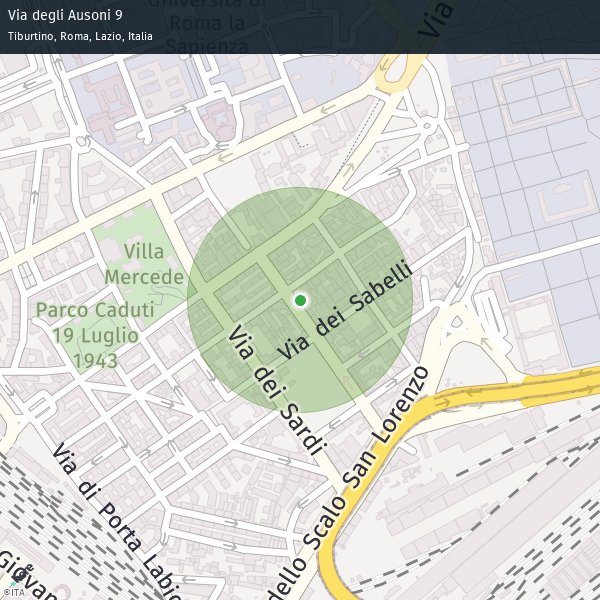 Via degli Ausoni 9
Tiburtino, Roma, Lazio, Italia
Università di
Roma la
Sapienza
Via
Villa
Mercede
Parco Caduti
19 Luglio
1943
Via dei Sabelli
Via dei Sardi
dello Scalo San Lorenzo
Via di Porta Labic
Giovan
©ITA